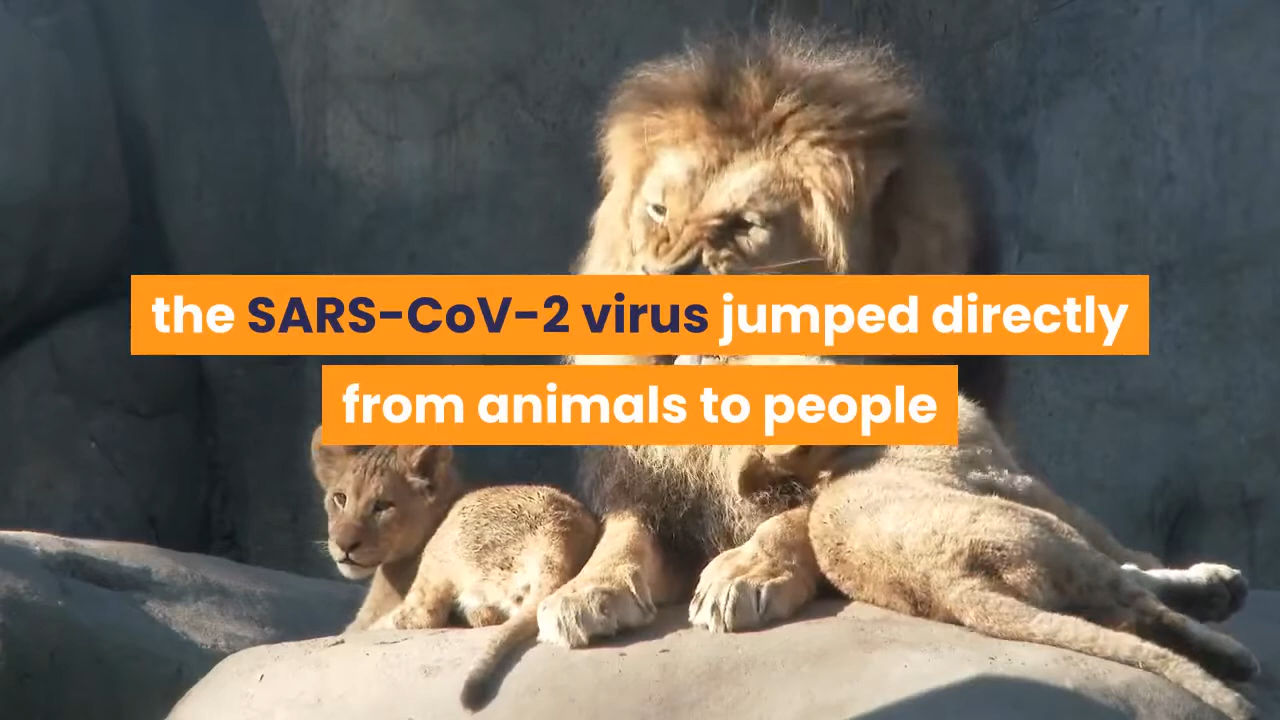 the SARS-CoV-2 virus jumped directly
from animals to people